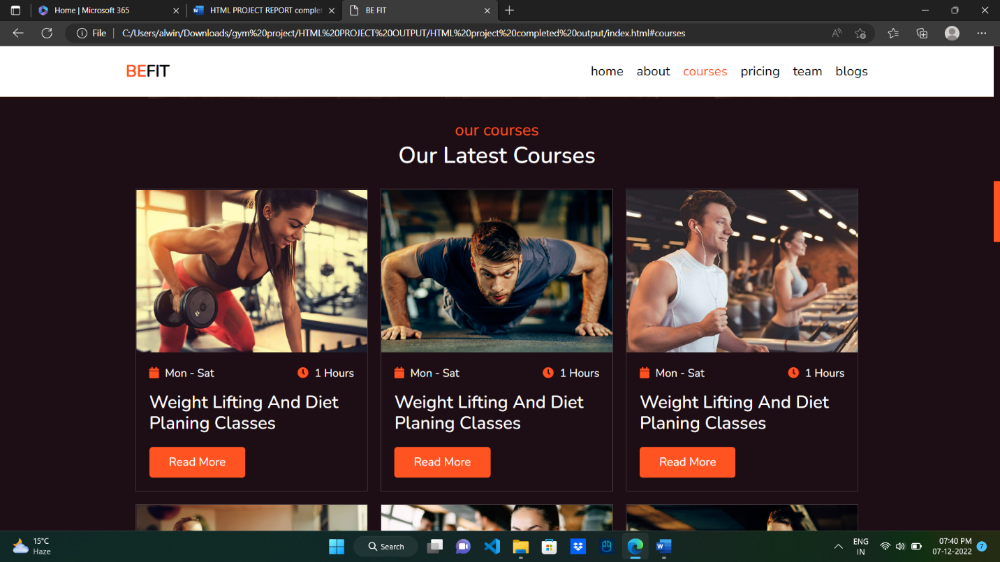 Home | Microsoft 365
HTML PROJECT REPORT complet
BE FIT
File
C:/Users/alwin/Downloads/gym%20project/HTML%20PROJECT%20OUTPUT/HTML%20project%20completed%20output/index.html#courses
BEFIT
home about courses pricing team blogs
our courses
Our Latest Courses
Mon - Sat 1 Hours
Weight Lifting And Diet
Planing Classes
Read More
Mon - Sat 1 Hours
Weight Lifting And Diet
Planing Classes
Read More
Mon - Sat 1 Hours
Weight Lifting And Diet
Planing Classes
Read More
15°C
Haze
Search
ENG
IN
07:40 PM
07-12-2022
7